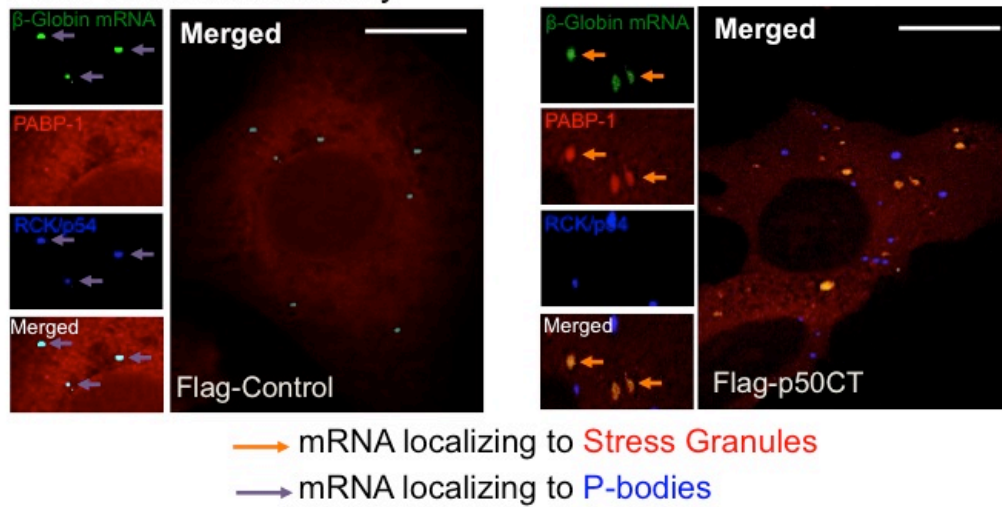 β-Globin mRNA
PABP-1
RCK/p54
Merged
Merged
Flag-Control
β-Globin mRNA
PABP-1
RCK/p54
Merged
Merged
Flag-p50CT
mRNA localizing to Stress Granules
mRNA localizing to P-bodies